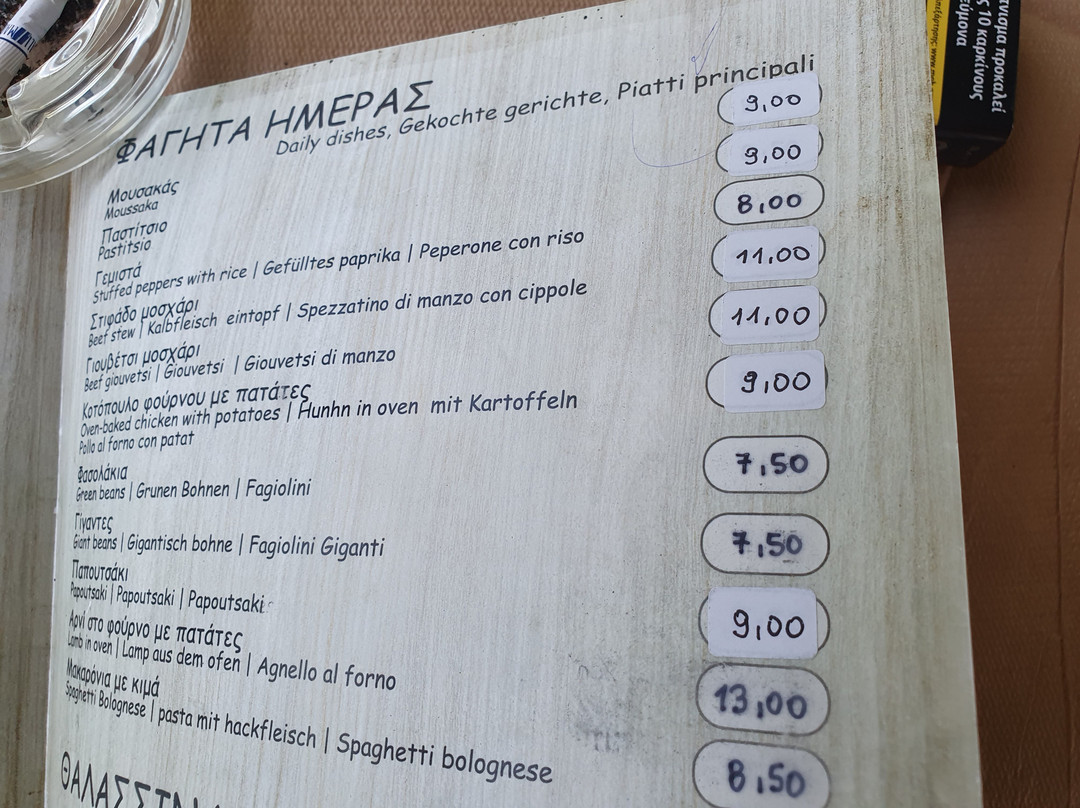 ΦΑΓΗΤΑ ΗΜΕΡΑΣ
Daily dishes, Gekochte gerichte, Piatti principali
Μουσακάς 9,00
Moussaka
Παστίτσιο 9,00
Pastitsio
Γεμιστά 8,00
Stuffed peppers with rice | Gefülltes paprika | Peperone con riso
Στιφάδο μοσχάρι 11,00
Beef stew | Kalbfleisch eintopf | Spezzatino di manzo con cippole
Γιουβέτσι μοσχάρι 11,00
Beef giouvetsi | Giouvetsi | Giouvetsi di manzo
Κοτόπουλο φούρνου με πατάτες 9,00
Oven-baked chicken with potatoes | Hunhn in oven mit Kartoffeln
Pollo al forno con patat
Φασολάκια 7,50
Green beans | Grunen Bohnen | Fagiolini
Γίγαντες 7,50
Giant beans | Gigantisch bohne | Fagiolini Giganti
Παπουτσάκι 9,00
Papoutsaki | Papoutsaki | Papoutsaki
Αρνί στο φούρνο με πατάτες 13,00
Lamb in oven | Lamp aus dem ofen | Agnello al forno
Μακαρόνια με κιμά 8,50
Spaghetti Bolognese | pasta mit hackfleisch | Spaghetti bolognese
προκαλεί
10 καρκίνους